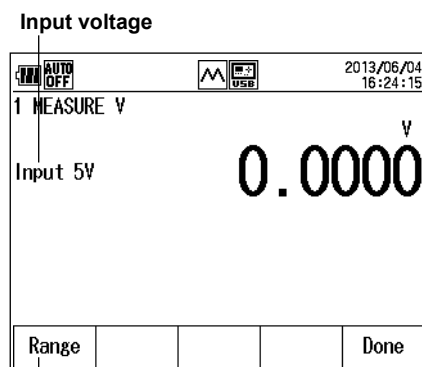 Input voltage
AUTO OFF
USB
2013/06/04
16:24:15
1 MEASURE V
V
Input 5V
0.0000
Range
Done